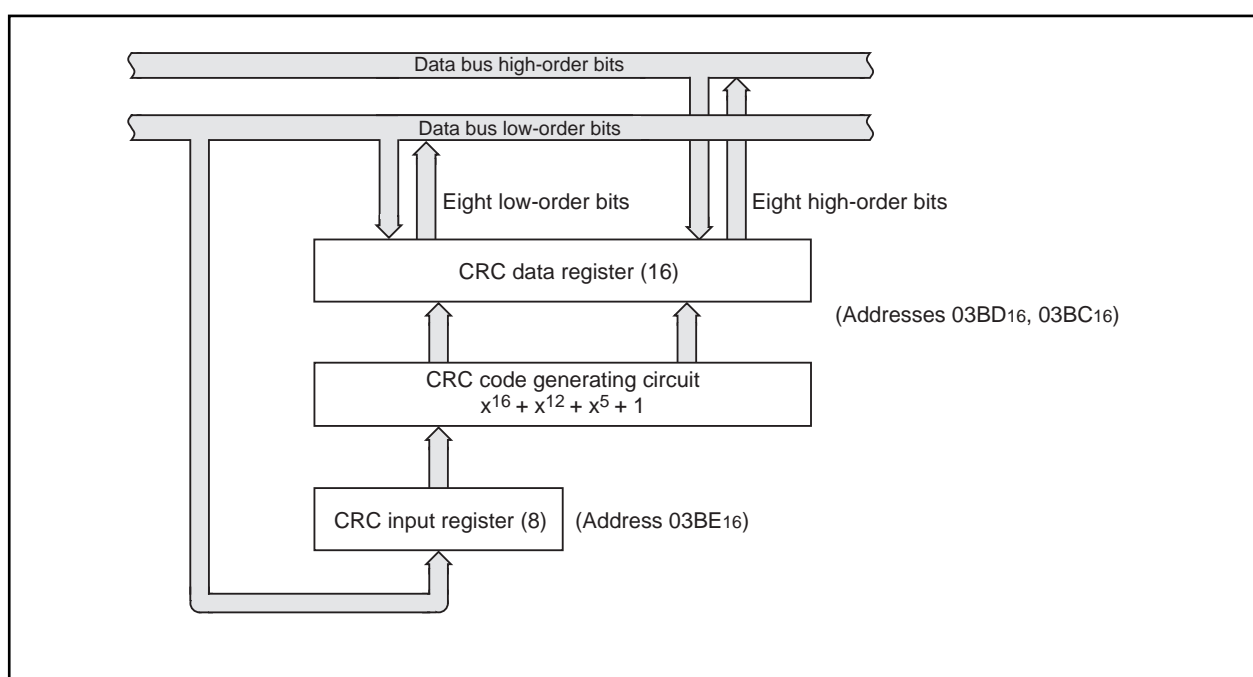 Data bus high-order bits
Data bus low-order bits
Eight low-order bits
Eight high-order bits
CRC data register (16)
(Addresses 03BD16, 03BC16)
CRC code generating circuit
x16 + x12 + x5 + 1
CRC input register (8)
(Address 03BE16)